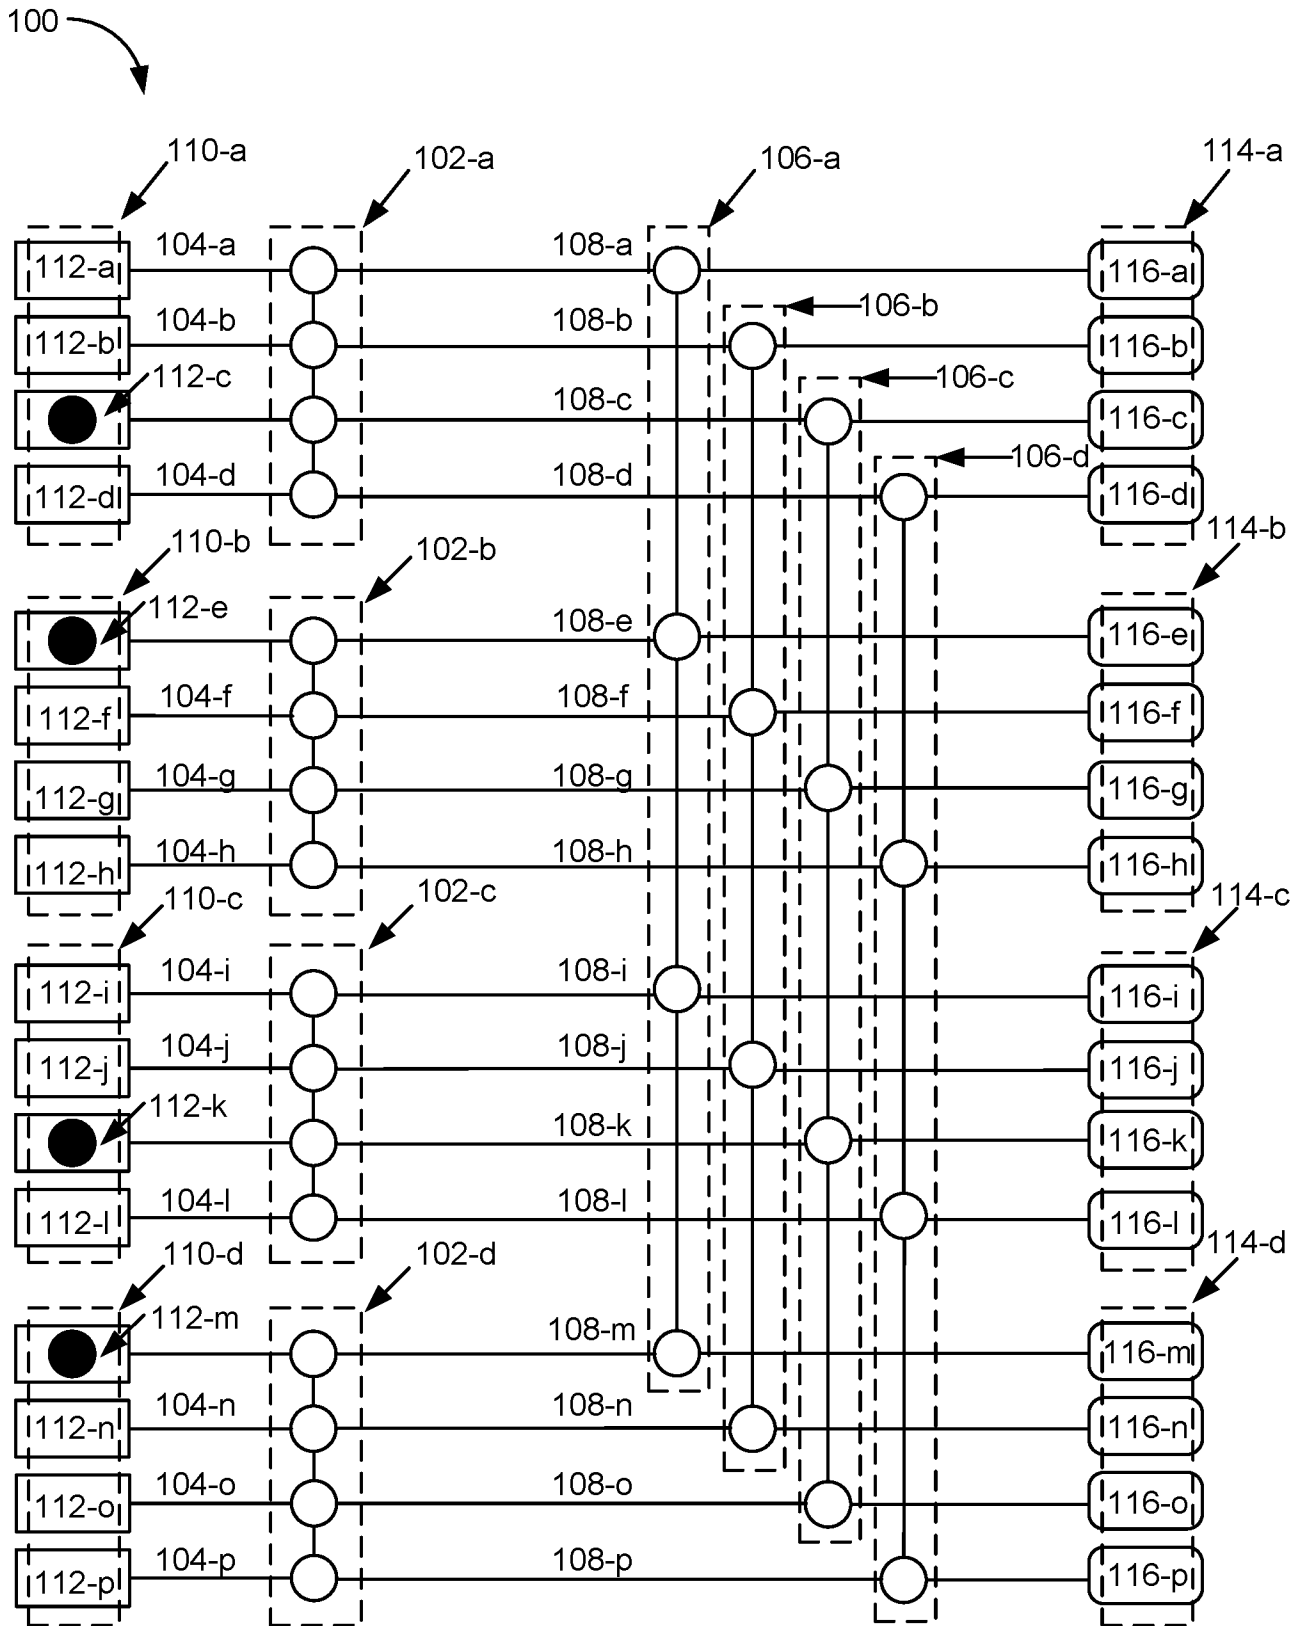 100
110-a 102-a 106-a 114-a
112-a 104-a 108-a 116-a
106-b
112-b 104-b 108-b 116-b
112-c 106-c
108-c 116-c
106-d
112-d 104-d 108-d 116-d
110-b 102-b 114-b
112-e 108-e 116-e
112-f 104-f 108-f 116-f
112-g 104-g 108-g 116-g
112-h 104-h 108-h 116-h
110-c 102-c 114-c
112-i 104-i 108-i 116-i
112-j 104-j 108-j 116-j
112-k 108-k 116-k
112-l 104-l 108-l 116-l
110-d 102-d 114-d
112-m 108-m 116-m
112-n 104-n 108-n 116-n
112-o 104-o 108-o 116-o
112-p 104-p 108-p 116-p